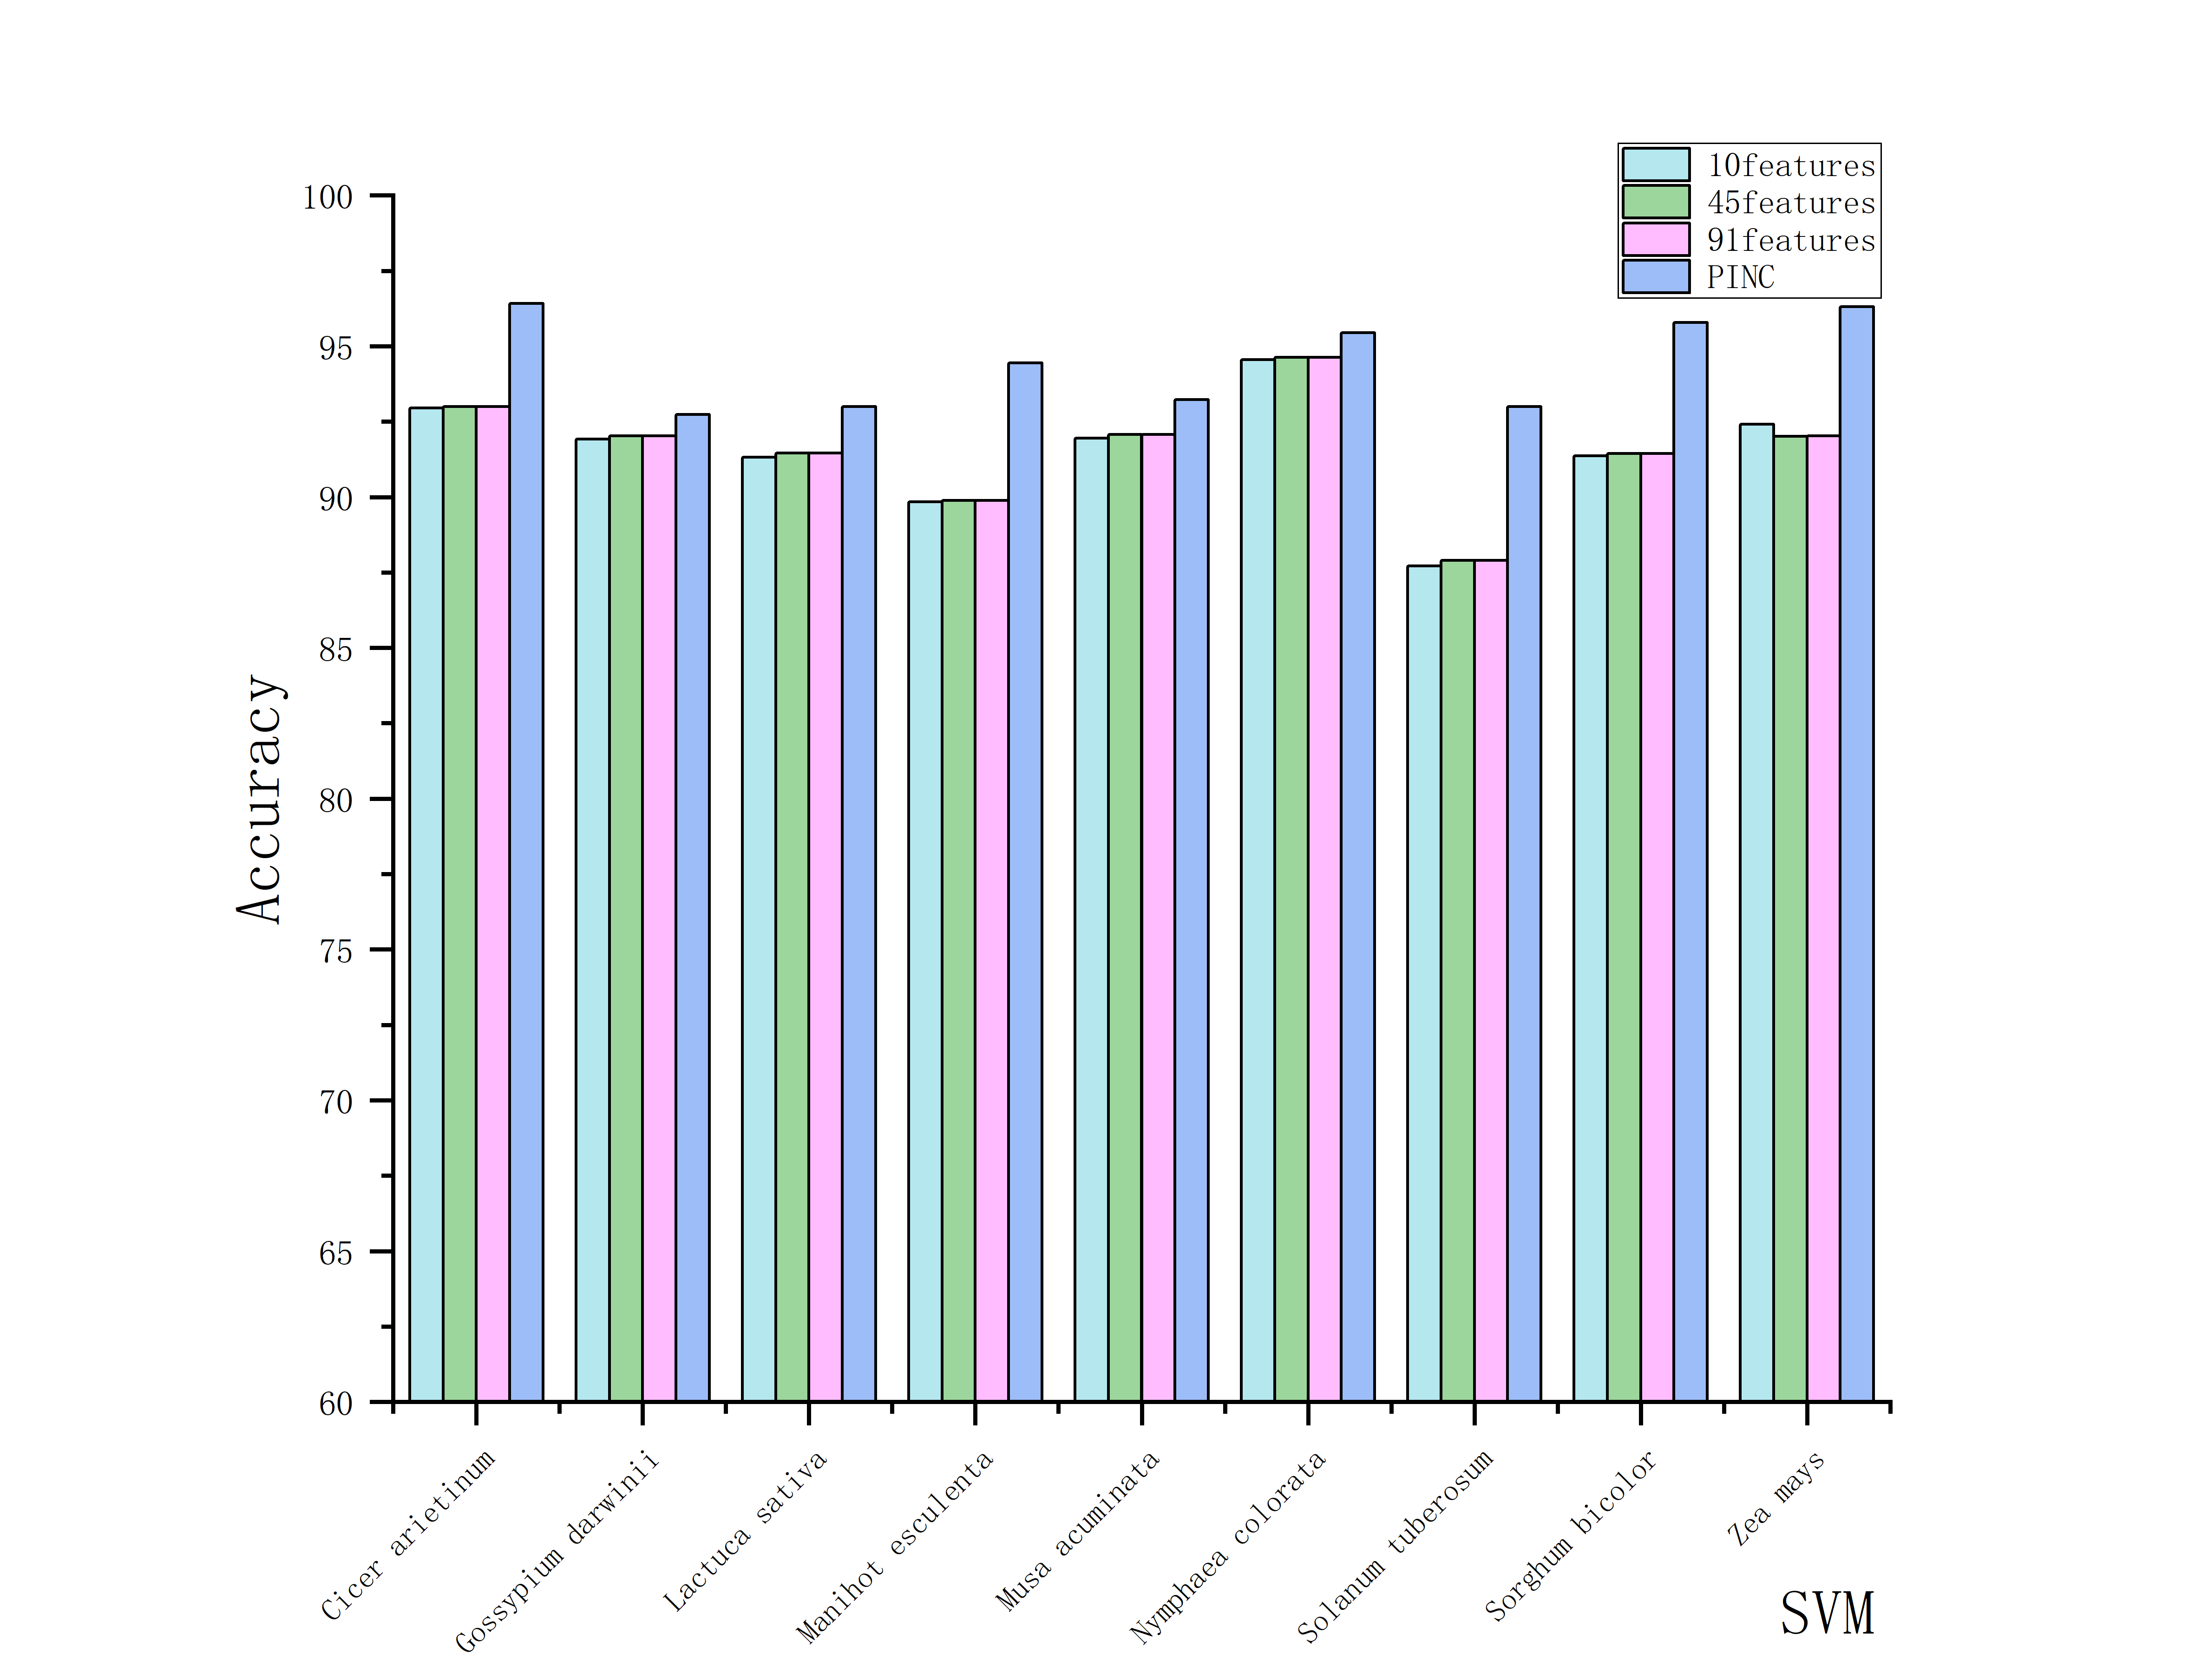 10features
45features
91features
PINC
100
95
90
85
80
75
70
65
60
Accuracy
Cicer arietinum
Gossypium darwinii
Lactuca sativa
Manihot esculenta
Musa acuminata
Nymphaea colorata
Solanum tuberosum
Sorghum bicolor
Zea mays
SVM